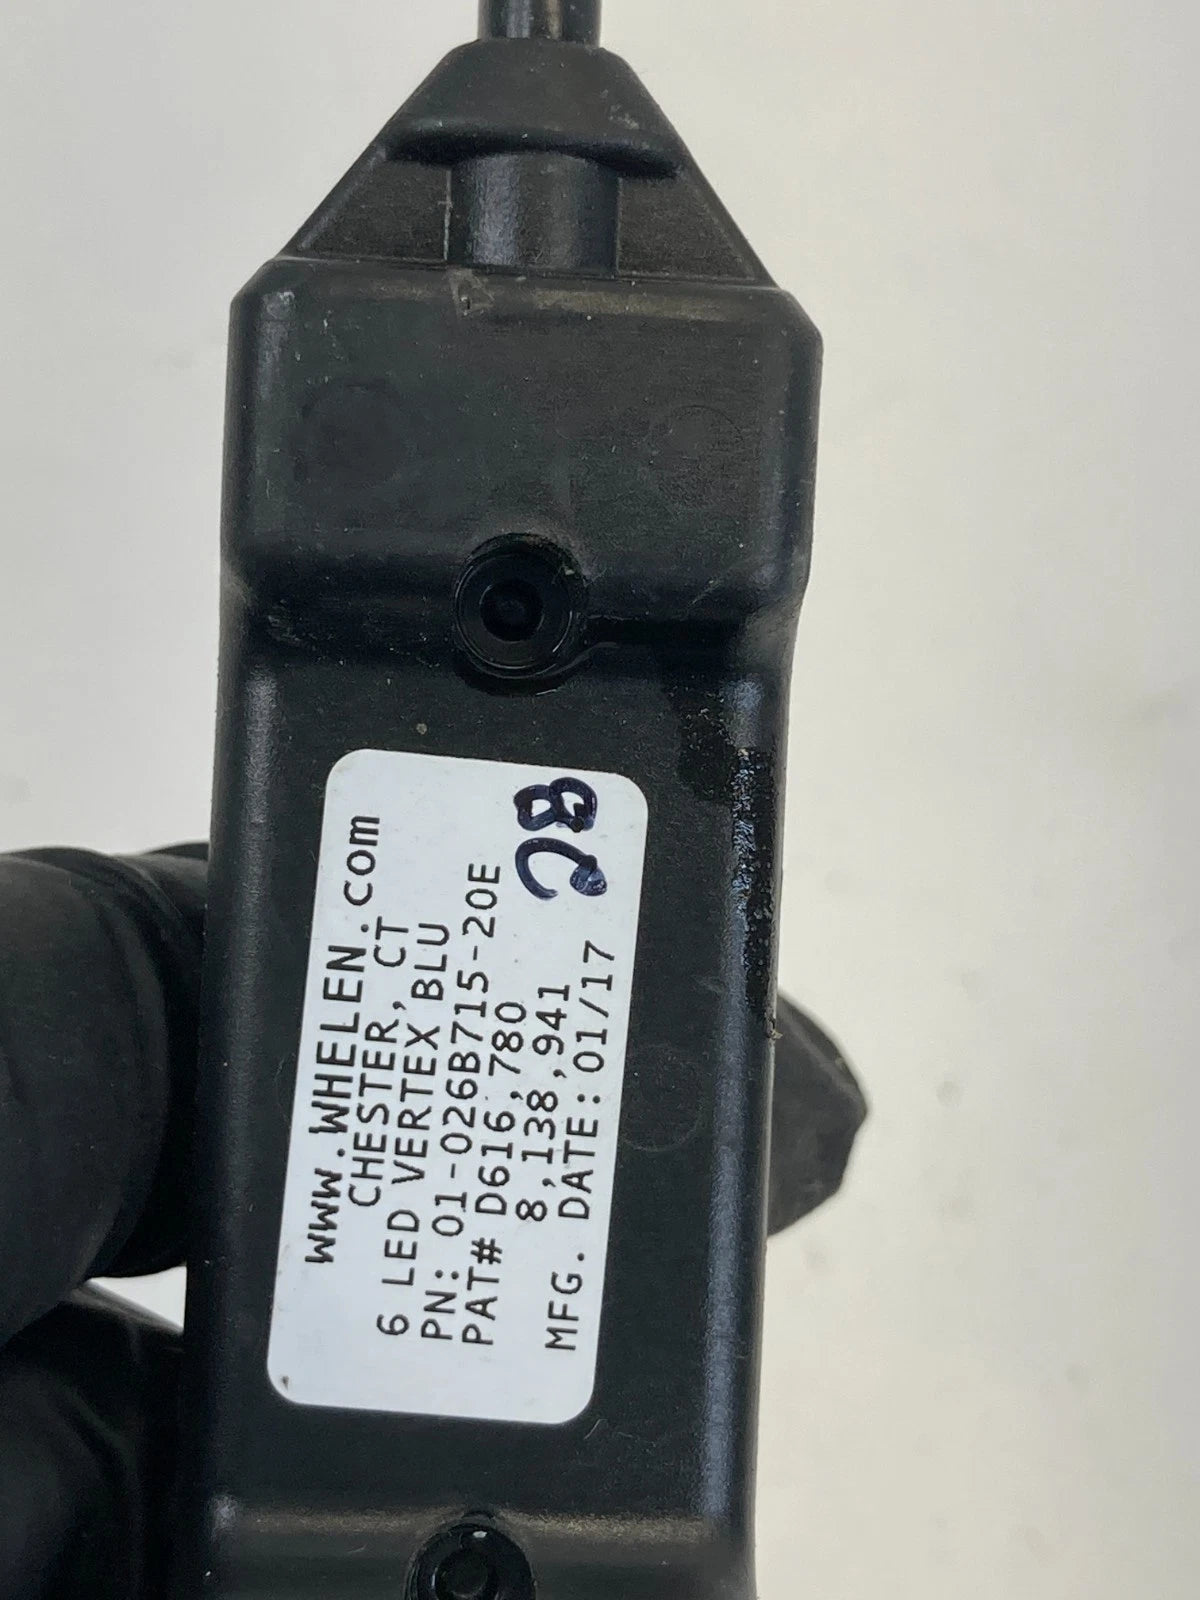 www.WHELEN.com
CHESTER, CT
6 LED VERTEX BLU
PN: 01-026B715-20E
PAT# D616,780
8,138,941
MFG. DATE:01/17